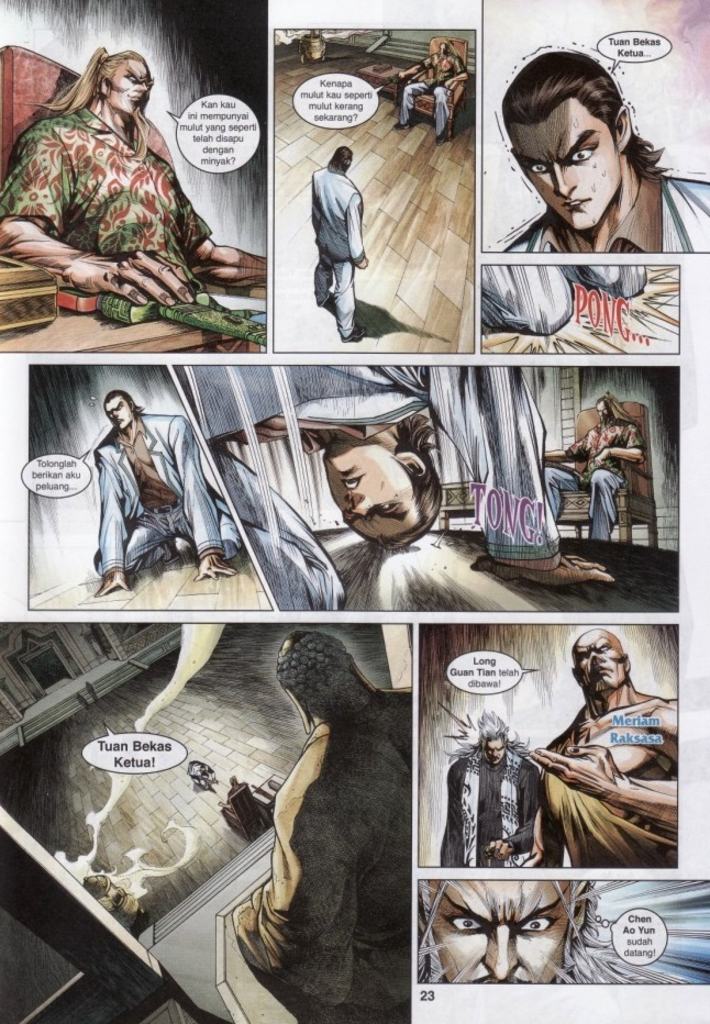 Kan kau
ini mempunyai
mulut yang seperti
telah disapu
dengan
minyak?
Kenapa
mulut kau seperti
mulut kerang
sekarang?
Tuan Bekas
Ketua...
PONG...
Tolonglah
berikan aku
peluang...
TONG!
Tuan Bekas
Ketua!
Long
Guan Tian telah
dibawa!
Meriam
Raksasa
Chen
Ao Yun
sudah
datang!
23